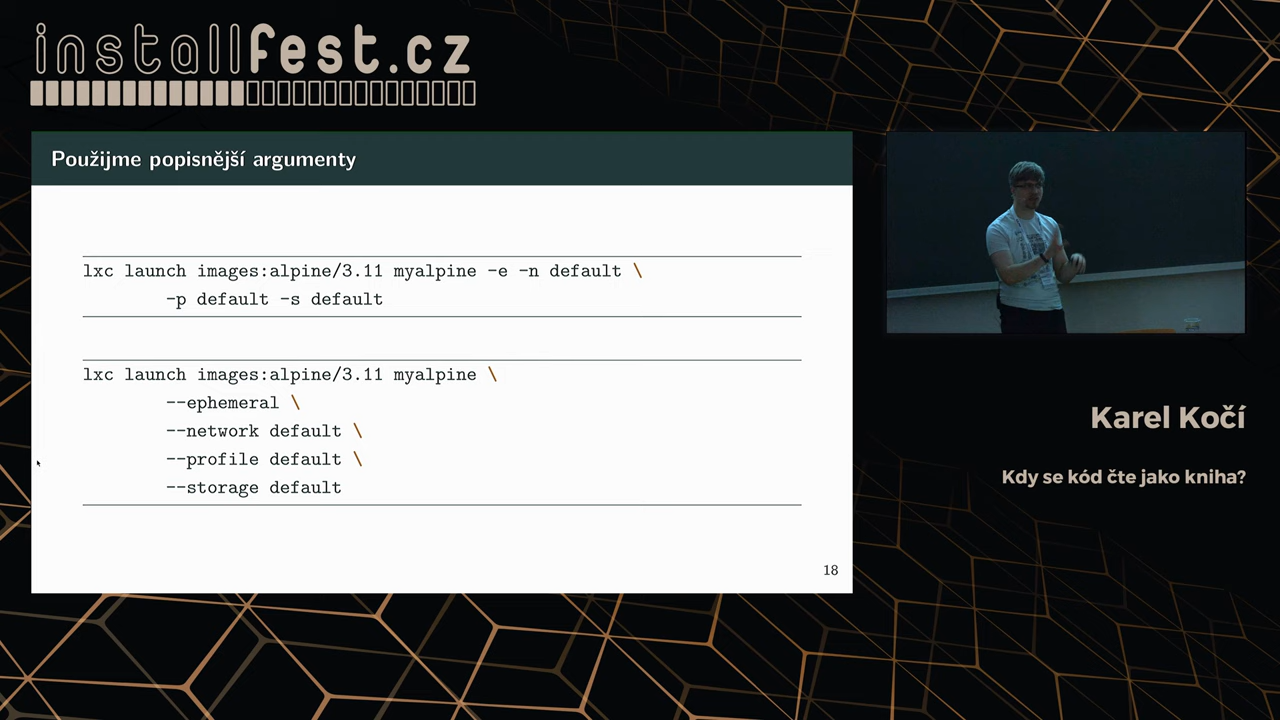 installfest.cz
Použijme popisnější argumenty
lxc launch images:alpine/3.11 myalpine -e -n default \
-p default -s default
lxc launch images:alpine/3.11 myalpine \
--ephemeral \
--network default \
--profile default \
--storage default
18
Karel Kočí
Kdy se kód čte jako kniha?